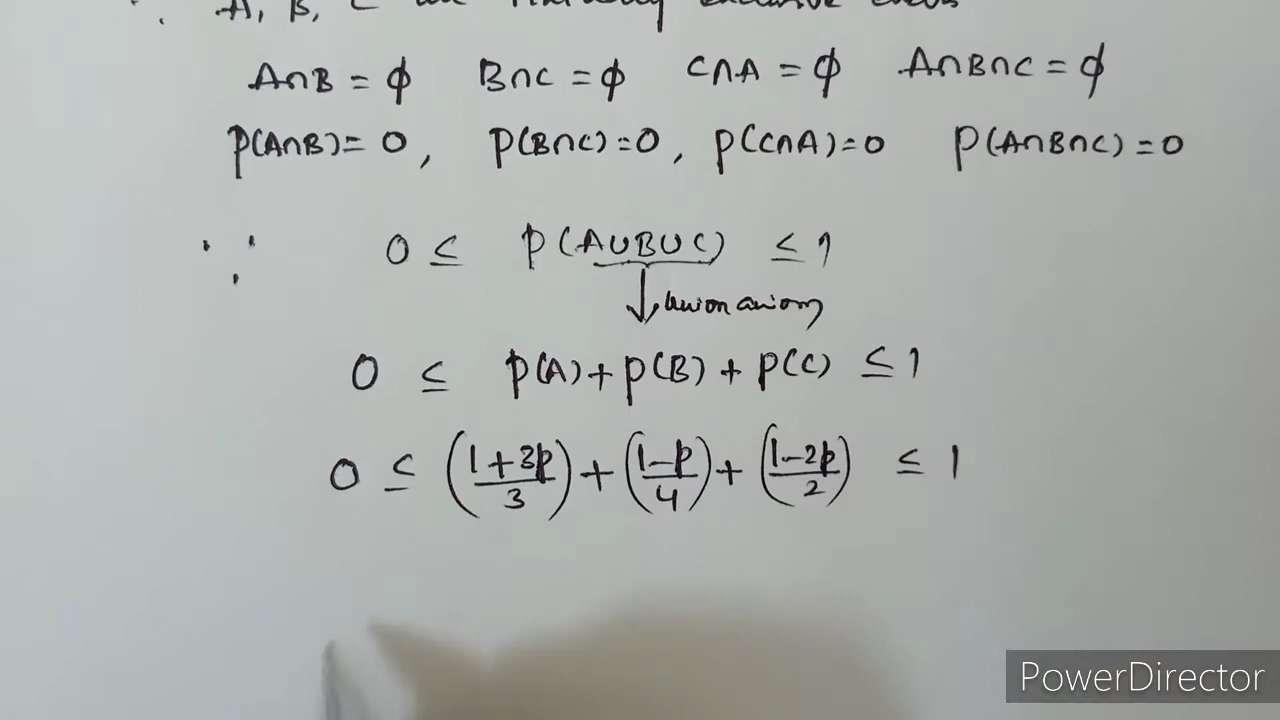 A, B, C
A∩B = ϕ B∩C = ϕ C∩A = ϕ A∩B∩C = ϕ
P(A∩B) = 0, P(B∩C) = 0, P(C∩A) = 0 P(A∩B∩C) = 0
∵ 0 ≤ P(A∪B∪C) ≤ 1
↓
0 ≤ P(A) + P(B) + P(C) ≤ 1
0 ≤ ((1+3p)/3) + ((1-p)/4) + ((1-2p)/2) ≤ 1
PowerDirector